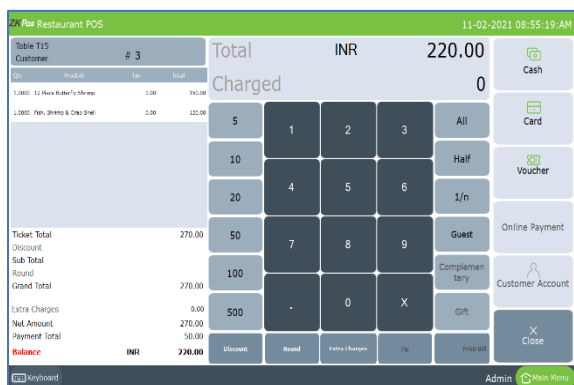 ZKPos Restaurant POS 11-02-2021 08:55:19:AM
Table T15
Customer # 3
Qty Product Tax Total
1.0000 12 Piece Butterfly Shrimp 0.00 150.00
1.0000 Fish, Shrimp & Crab Shell 0.00 120.00
Ticket Total 270.00
Discount
Sub Total
Round
Grand Total 270.00
Extra Charges 0.00
Net Amount 270.00
Payment Total 50.00
Balance INR 220.00
Total INR 220.00
Charged 0
5 1 2 3 All
10 Half
20 4 5 6 1/n
50 7 8 9 Guest
100 Complemen
tary
500 . 0 X Gift
Discount Round Extra Charges Tip Print Bill
Cash
Card
Voucher
Online Payment
Customer Account
X
Close
Keyboard Admin Main Menu